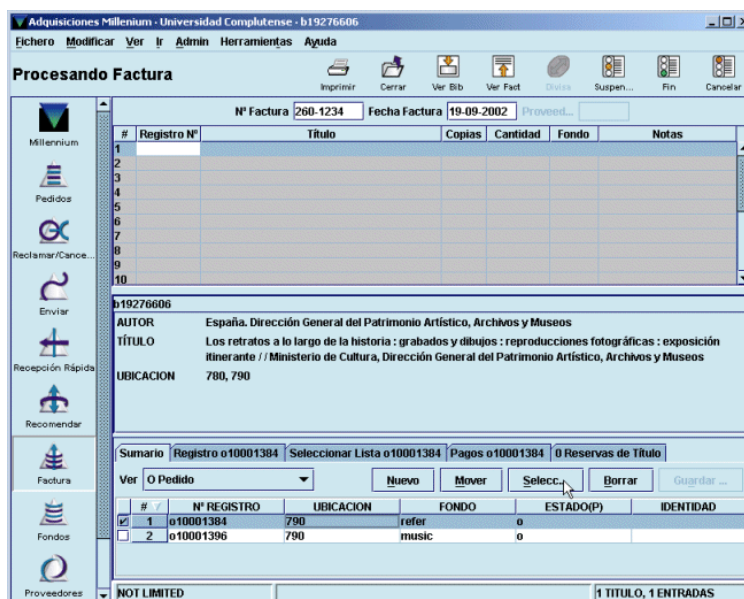 Adquisiciones Millenium - Universidad Complutense - b19276606
Fichero Modificar Ver Ir Admin Herramientas Ayuda
Procesando Factura
Imprimir Cerrar Ver Bib Ver Fact Divisa Suspen... Fin Cancelar
Nº Factura 260-1234 Fecha Factura 19-09-2002 Proveed...
# Registro Nº Título Copias Cantidad Fondo Notas
1
2
3
4
5
6
7
8
9
10
Millennium
Pedidos
Reclamar/Cance...
Enviar
Recepción Rápida
Recomendar
Factura
Fondos
Proveedores
b19276606
AUTOR España. Dirección General del Patrimonio Artístico, Archivos y Museos
TÍTULO Los retratos a lo largo de la historia : grabados y dibujos : reproducciones fotográficas : exposición
itinerante / / Ministerio de Cultura, Dirección General del Patrimonio Artístico, Archivos y Museos
UBICACION 780, 790
Sumario Registro o10001384 Seleccionar Lista o10001384 Pagos o10001384 0 Reservas de Título
Ver O Pedido Nuevo Mover Selecc... Borrar Guardar ...
# Nº REGISTRO UBICACION FONDO ESTADO(P) IDENTIDAD
1 o10001384 790 refer o
2 o10001396 790 music o
NOT LIMITED 1 TITULO, 1 ENTRADAS